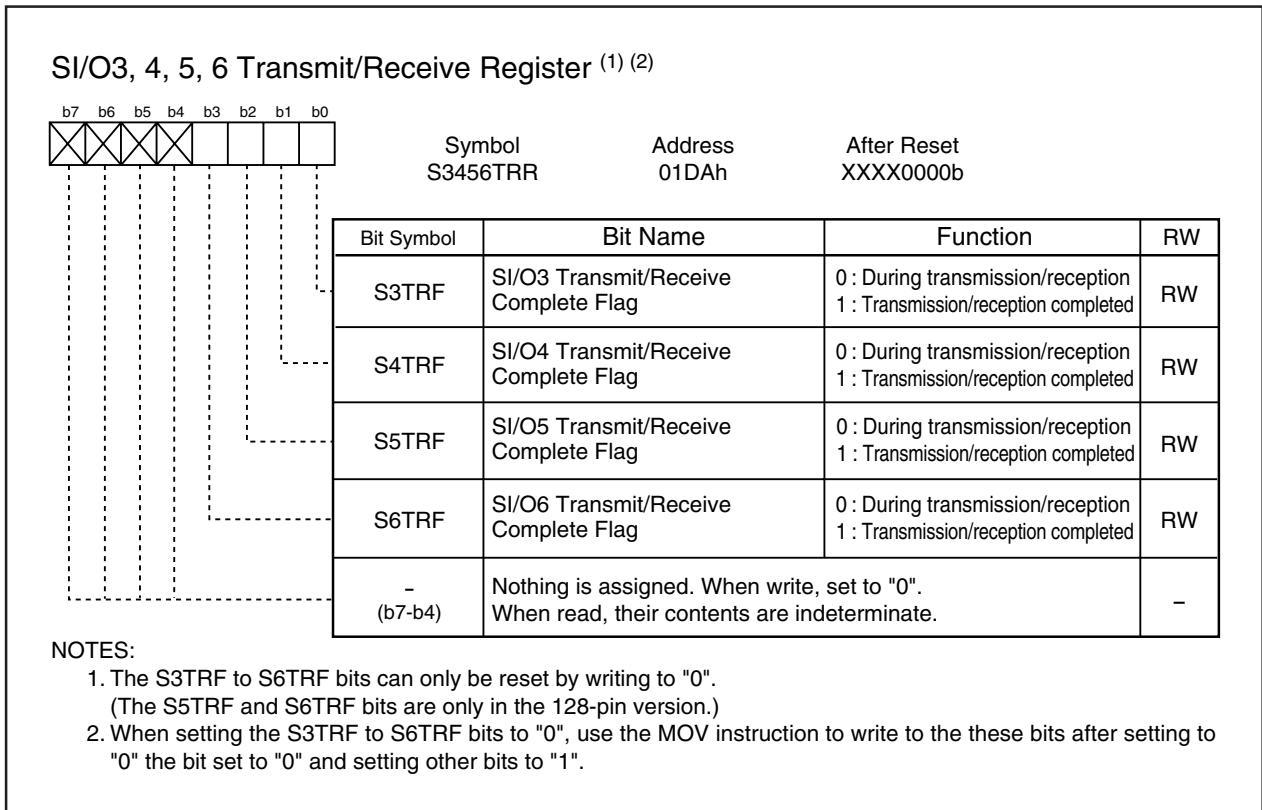 SI/O3, 4, 5, 6 Transmit/Receive Register (1) (2)
b7 b6 b5 b4 b3 b2 b1 b0
Symbol Address After Reset
S3456TRR 01DAh XXXX0000b
Bit Symbol Bit Name Function RW
S3TRF SI/O3 Transmit/Receive Complete Flag 0 : During transmission/reception 1 : Transmission/reception completed RW
S4TRF SI/O4 Transmit/Receive Complete Flag 0 : During transmission/reception 1 : Transmission/reception completed RW
S5TRF SI/O5 Transmit/Receive Complete Flag 0 : During transmission/reception 1 : Transmission/reception completed RW
S6TRF SI/O6 Transmit/Receive Complete Flag 0 : During transmission/reception 1 : Transmission/reception completed RW
– (b7-b4) Nothing is assigned. When write, set to "0". When read, their contents are indeterminate. –
NOTES:
1. The S3TRF to S6TRF bits can only be reset by writing to "0".
(The S5TRF and S6TRF bits are only in the 128-pin version.)
2. When setting the S3TRF to S6TRF bits to "0", use the MOV instruction to write to the these bits after setting to
"0" the bit set to "0" and setting other bits to "1".